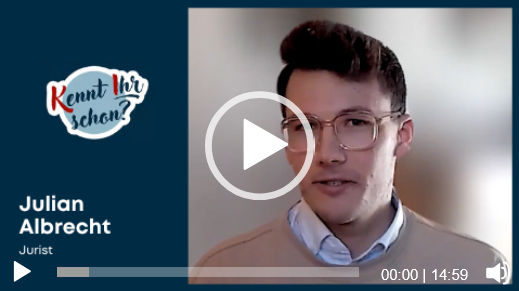 Kennt Ihr
schon?
Julian
Albrecht
Jurist
00:00 | 14:59